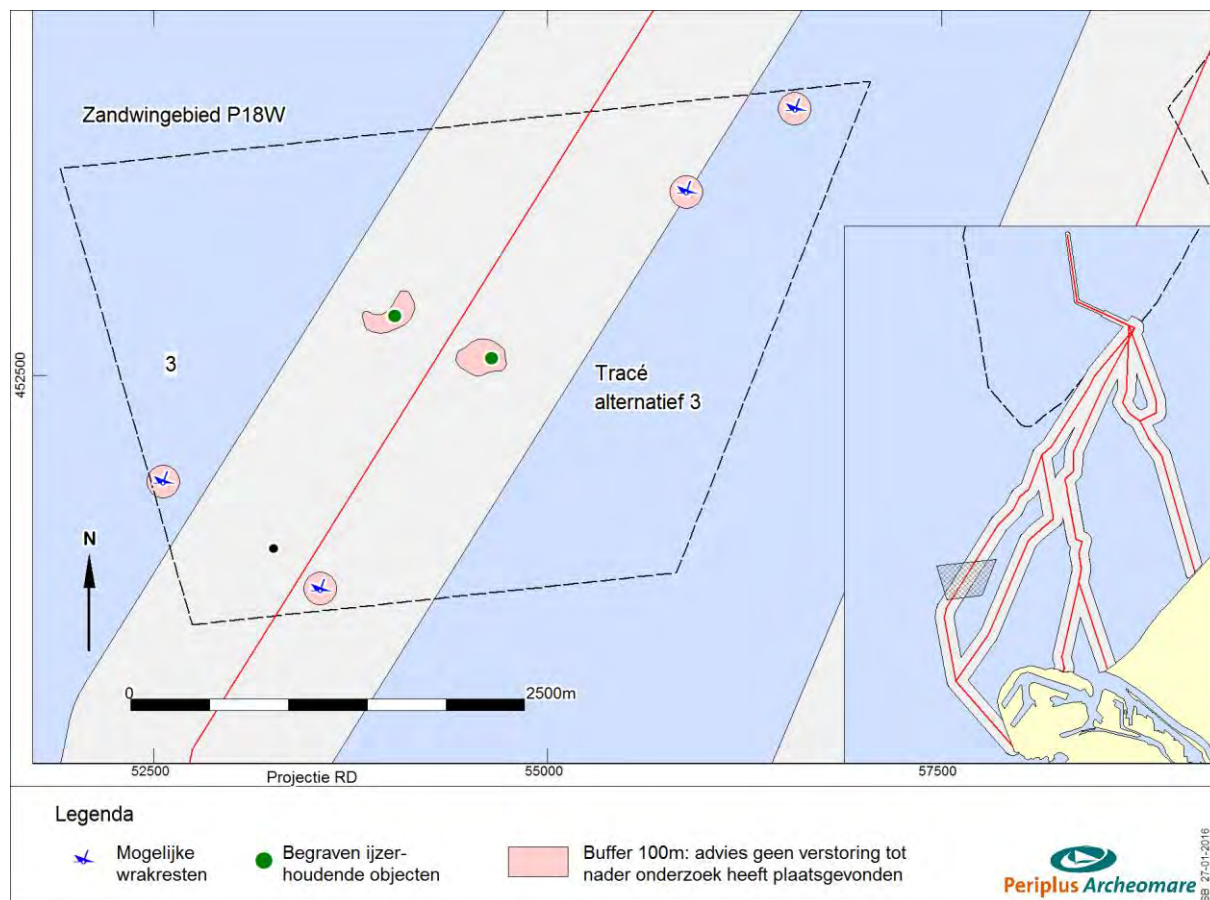 Zandwingebied P18W
3
Tracé
alternatief 3
452500
N
0
2500m
52500
Projectie RD
55000
57500
Legenda
Mogelijke
wrakresten
Begraven ijzer-
houdende objecten
Buffer 100m: advies geen verstoring tot
nader onderzoek heeft plaatsgevonden
Periplus Archeomare
SB 27-01-2016